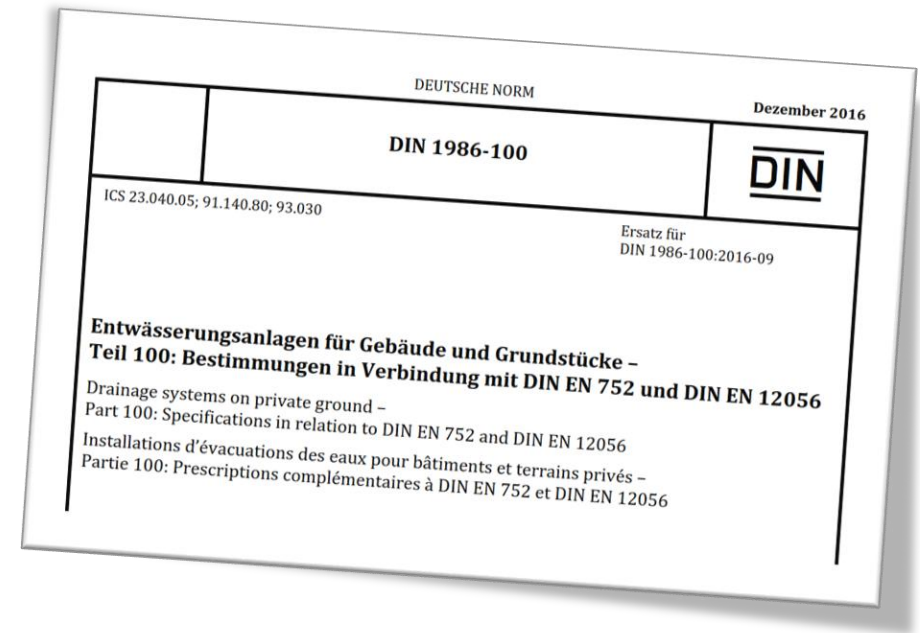 DEUTSCHE NORM
Dezember 2016
DIN 1986-100
DIN
ICS 23.040.05; 91.140.80; 93.030
Ersatz für
DIN 1986-100:2016-09
Entwässerungsanlagen für Gebäude und Grundstücke –
Teil 100: Bestimmungen in Verbindung mit DIN EN 752 und DIN EN 12056
Drainage systems on private ground –
Part 100: Specifications in relation to DIN EN 752 and DIN EN 12056
Installations d’évacuations des eaux pour bâtiments et terrains privés –
Partie 100: Prescriptions complémentaires à DIN EN 752 et DIN EN 12056